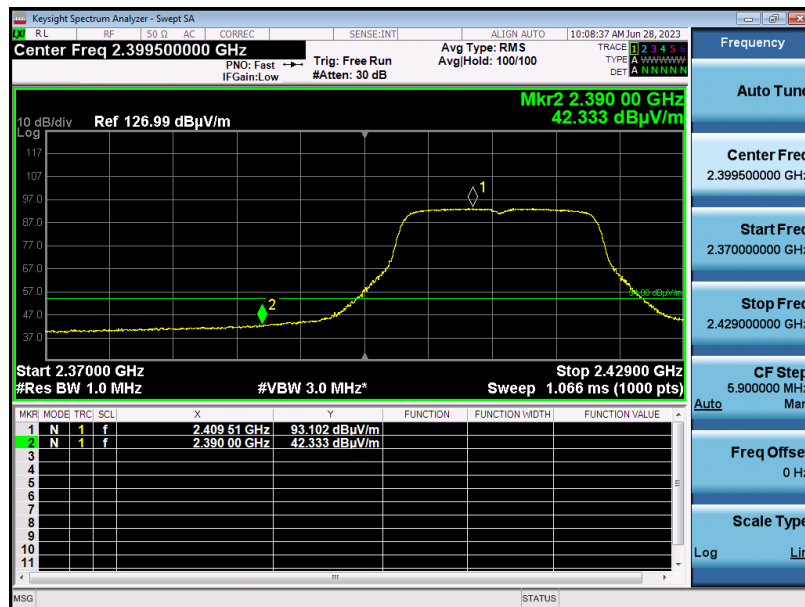 Keysight Spectrum Analyzer - Swept SA
LXI RL RF 50 Ω AC CORREC SENSE:INT ALIGN AUTO 10:08:37 AM Jun 28, 2023
Center Freq 2.399500000 GHz
PNO: Fast
IFGain:Low
Trig: Free Run
#Atten: 30 dB
Avg Type: RMS
Avg|Hold: 100/100
TRACE 1 2 3 4 5 6
TYPE A WWWWW
DET A N N N N N
Mkr2 2.390 00 GHz
42.333 dBµV/m
10 dB/div Ref 126.99 dBµV/m
Log
117
107
97.0
87.0
77.0
67.0
57.0
47.0
37.0
1
2
dBµV/m
Start 2.37000 GHz Stop 2.42900 GHz
#Res BW 1.0 MHz #VBW 3.0 MHz* Sweep 1.066 ms (1000 pts)
MKR MODE TRC SCL X Y FUNCTION FUNCTION WIDTH FUNCTION VALUE
1 N 1 f 2.409 51 GHz 93.102 dBµV/m
2 N 1 f 2.390 00 GHz 42.333 dBµV/m
3
4
5
6
7
8
9
10
11
MSG STATUS
Frequency
Auto Tune
Center Freq
2.399500000 GHz
Start Freq
2.370000000 GHz
Stop Freq
2.429000000 GHz
CF Step
5.900000 MHz
Auto Man
Freq Offset
0 Hz
Scale Type
Log Lin